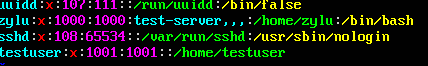 uuidd:x:107:111::/run/uuidd:/bin/false
zylu:x:1000:1000:test-server,,,:/home/zylu:/bin/bash
sshd:x:108:65534::/var/run/sshd:/usr/sbin/nologin
testuser:x:1001:1001::/home/testuser